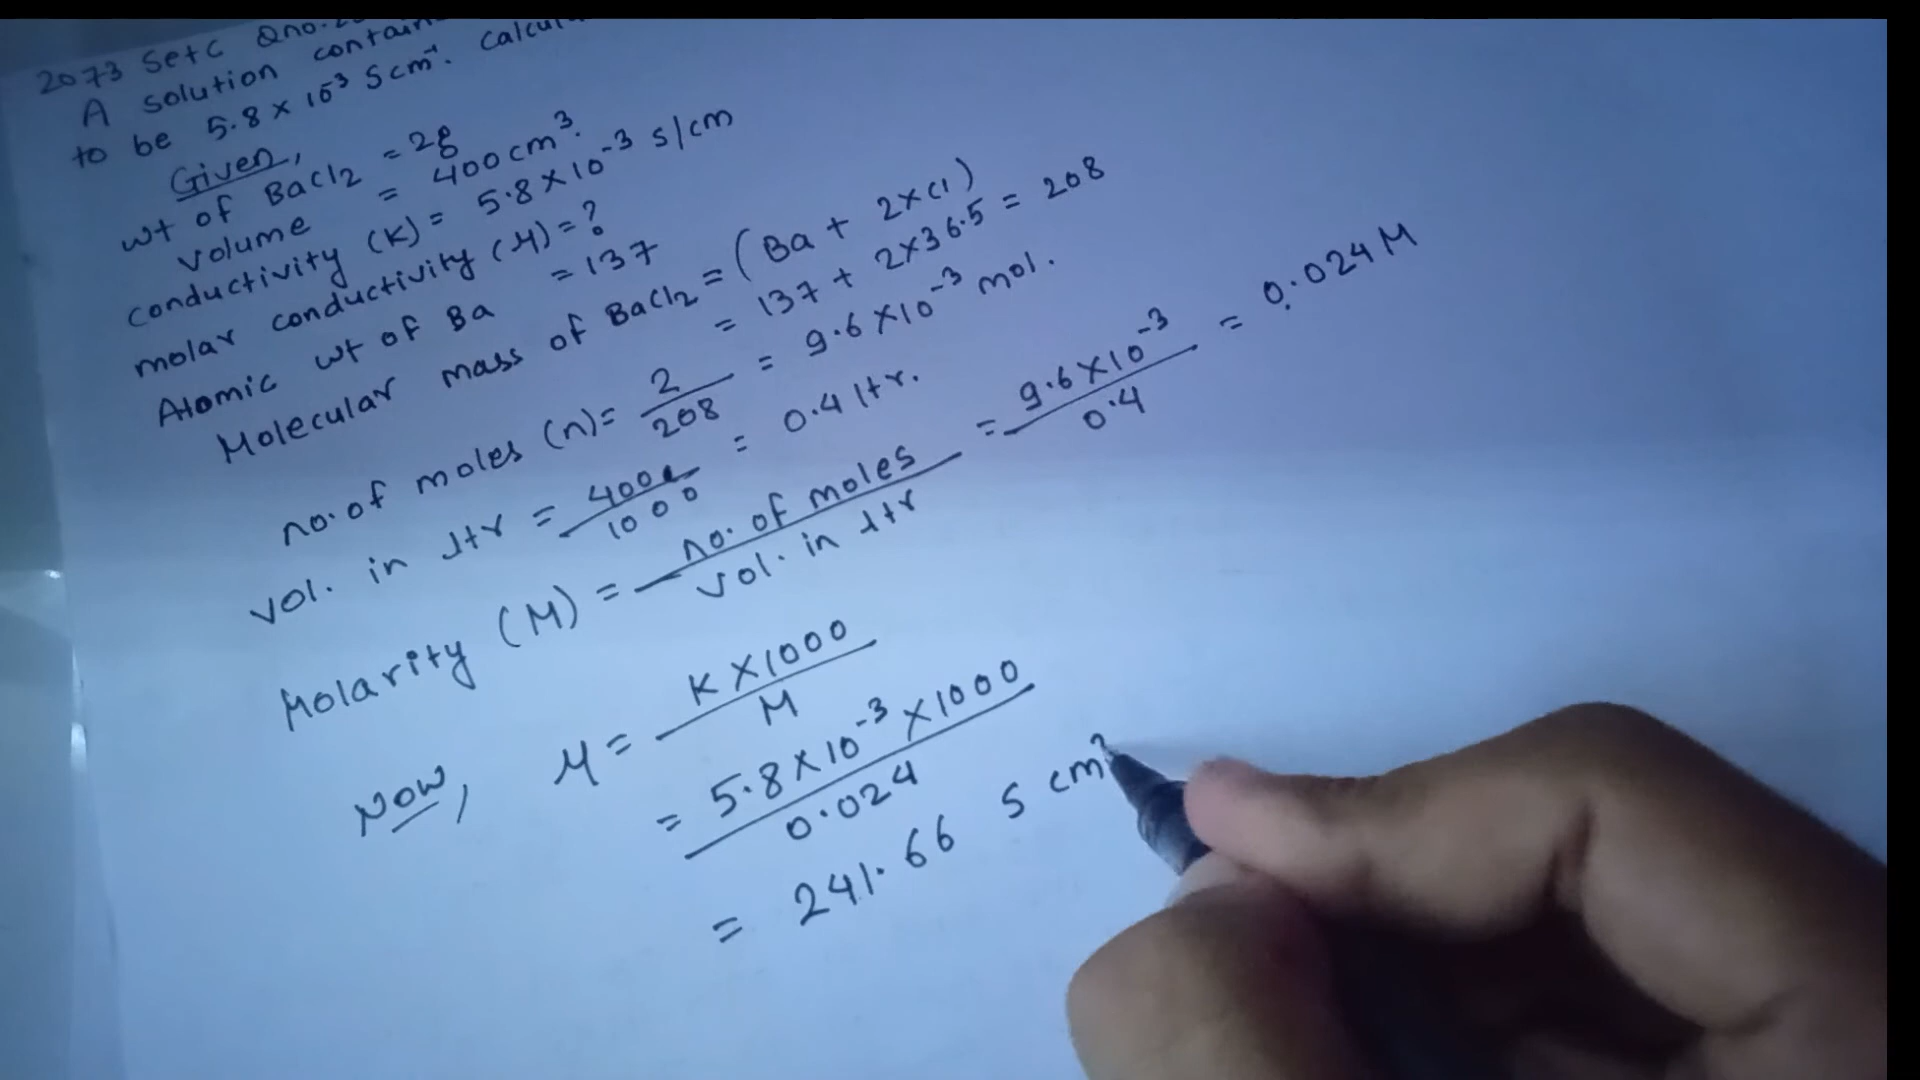 2073 Set C Qno.
A solution contain
to be 5.8 × 10³ S cm⁻¹. calcul
Given,
wt of BaCl2 = 2g
volume = 400 cm³.
conductivity (K) = 5.8 × 10⁻³ s/cm
molar conductivity (μ) = ?
Atomic wt of Ba = 137
Molecular mass of BaCl2 = (Ba + 2×Cl)
= 137 + 2×36.5 = 208
no. of moles (n) = 2/208 = 9.6 × 10⁻³ mol.
vol. in ltr = 400/1000 = 0.4 ltr.
Molarity (M) = no. of moles/vol. in ltr = 9.6 × 10⁻³/0.4 = 0.024 M
Now, μ = K × 1000/M
= 5.8 × 10⁻³ × 1000/0.024
= 241.66 S cm²